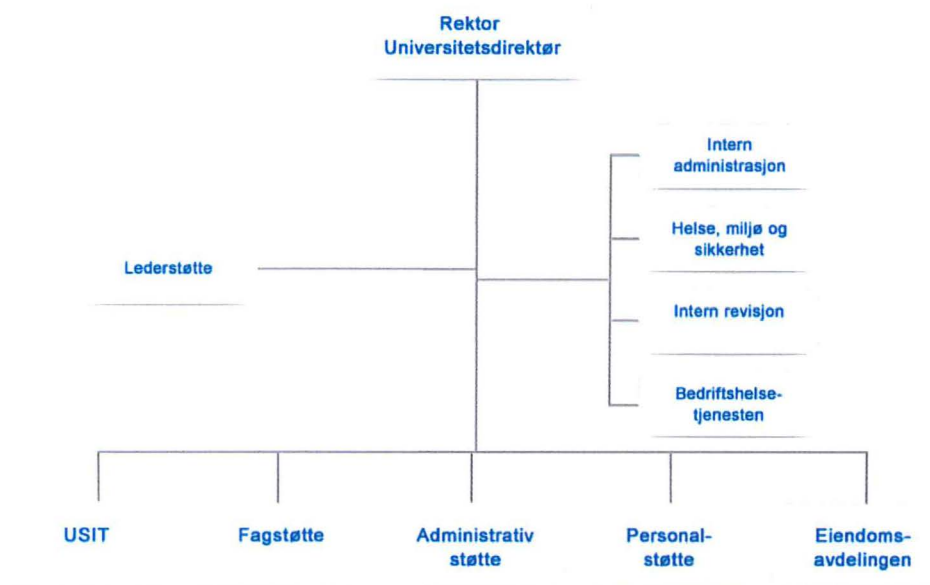 Rektor
Universitetsdirektør
Intern
administrasjon
Helse, miljø og
sikkerhet
Lederstøtte
Intern revisjon
Bedriftshelse-
tjenesten
USIT
Fagstøtte
Administrativ
støtte
Personal-
støtte
Eiendoms-
avdelingen